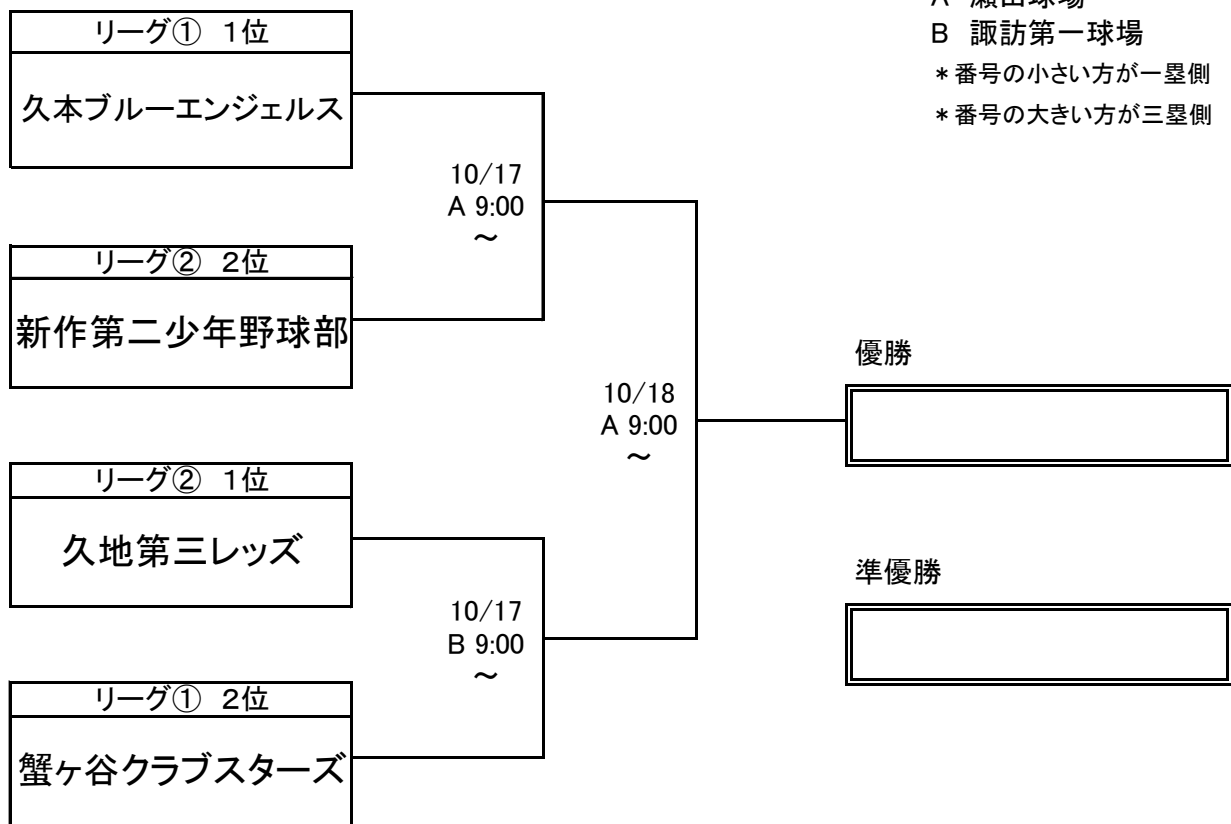 A 瀬田球場
B 諏訪第一球場
＊番号の小さい方が一塁側
＊番号の大きい方が三塁側
リーグ① 1位
久本ブルーエンジェルス
10/17
A 9:00
～
リーグ② 2位
新作第二少年野球部
優勝
10/18
A 9:00
～
リーグ② 1位
久地第三レッズ
準優勝
10/17
B 9:00
～
リーグ① 2位
蟹ヶ谷クラブスターズ